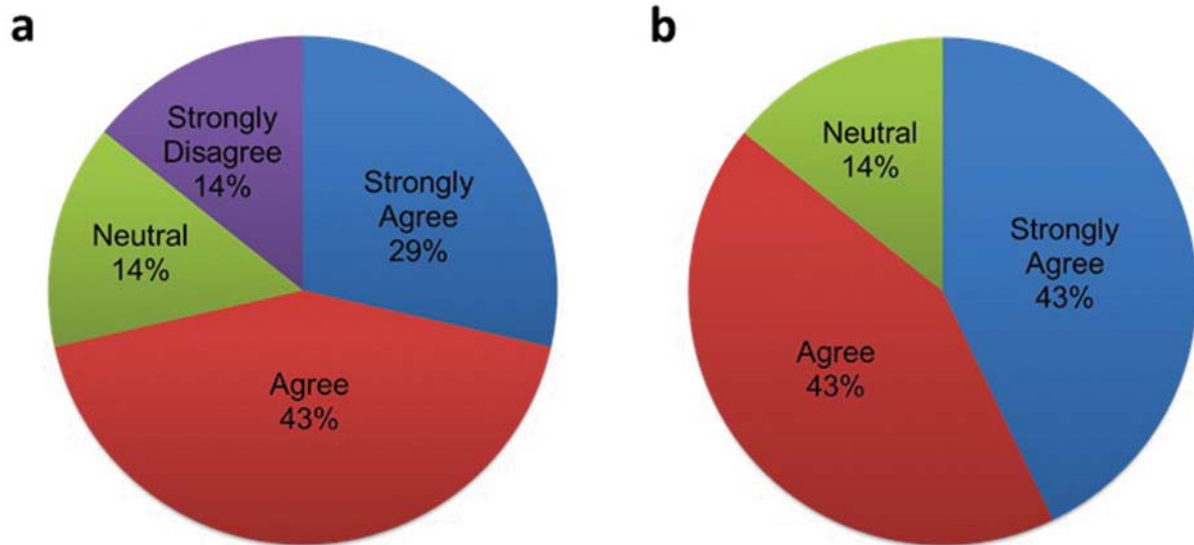 a
Strongly
Disagree
14%
Strongly
Agree
29%
Neutral
14%
Agree
43%
b
Neutral
14%
Strongly
Agree
43%
Agree
43%